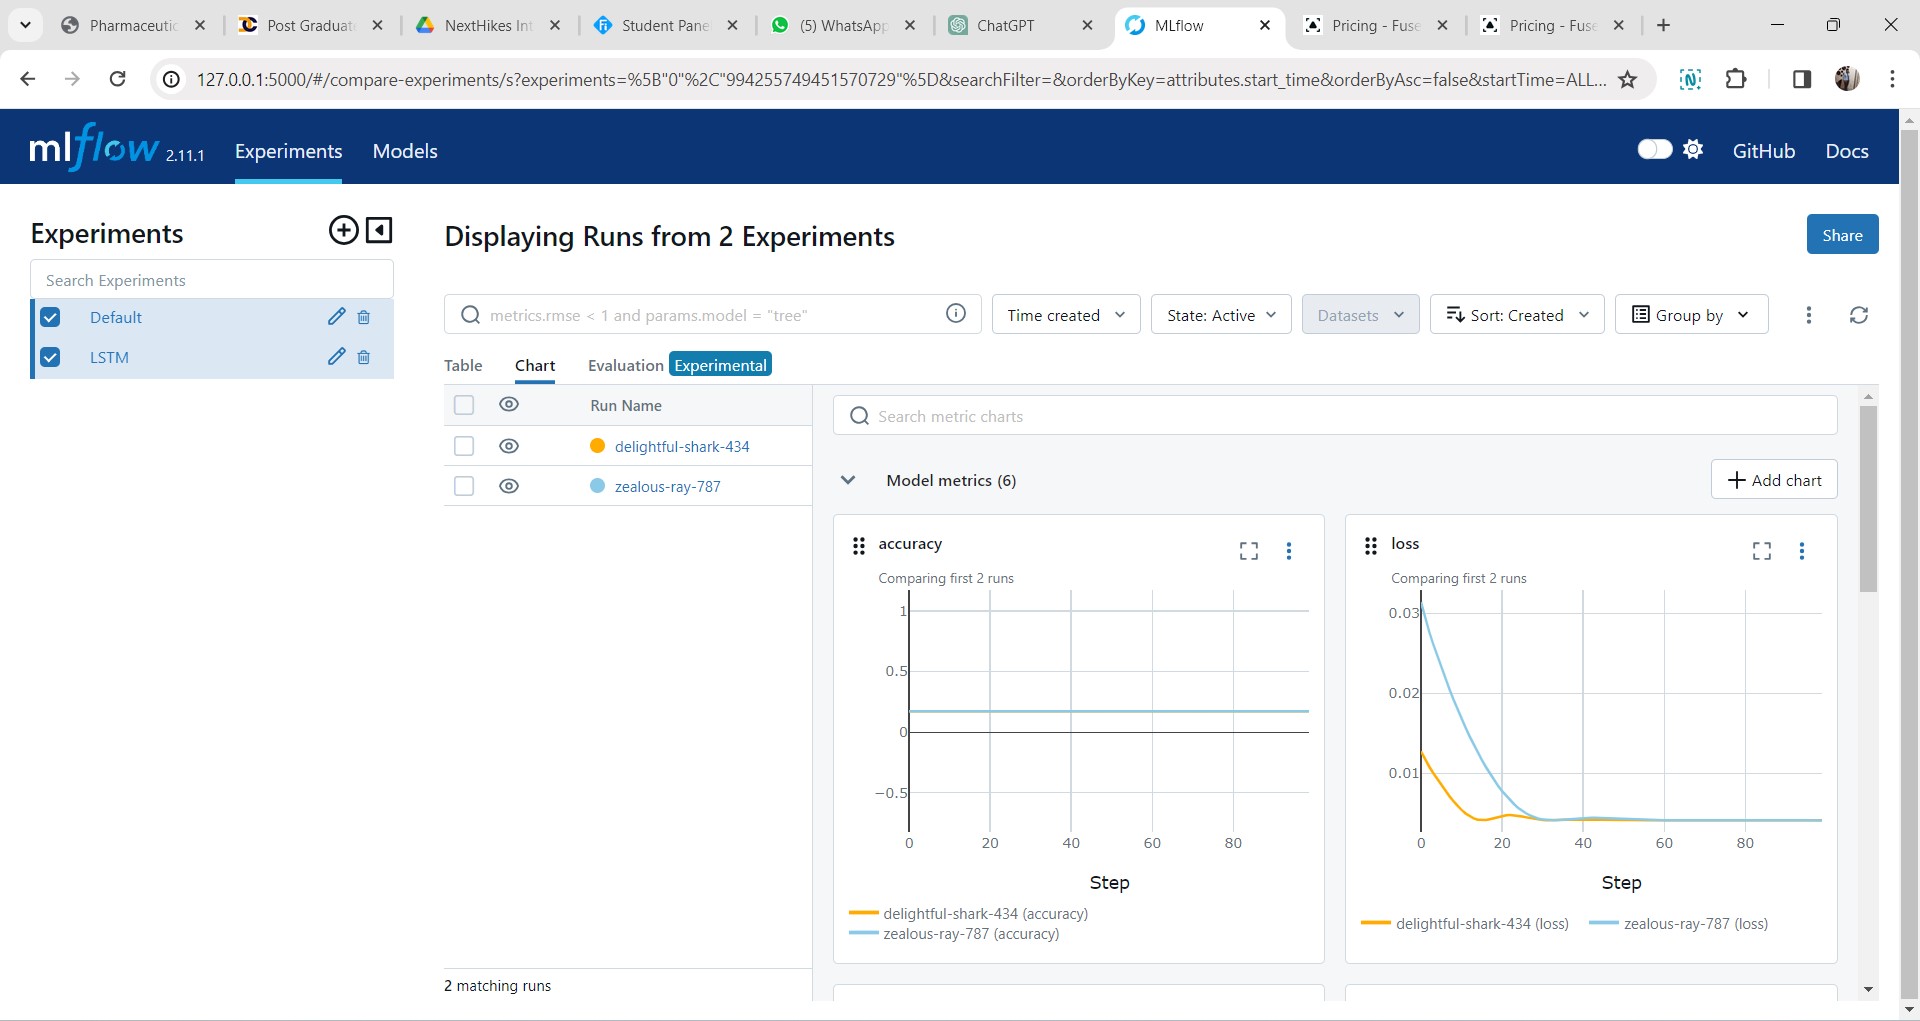 Pharmaceutic
Post Graduat
NextHikes Int
Student Pane
(5) WhatsApp
ChatGPT
MLflow
Pricing - Fuse
Pricing - Fuse
127.0.0.1:5000/#/compare-experiments/s?experiments=%5B"0"%2C"994255749451570729"%5D&searchFilter=&orderByKey=attributes.start_time&orderByAsc=false&startTime=ALL...
mlflow 2.11.1 Experiments Models GitHub Docs
Experiments
Search Experiments
Default
LSTM
Displaying Runs from 2 Experiments
Share
metrics.rmse < 1 and params.model = "tree"
Time created
State: Active
Datasets
Sort: Created
Group by
Table Chart Evaluation Experimental
Run Name
delightful-shark-434
zealous-ray-787
2 matching runs
Search metric charts
Model metrics (6)
Add chart
accuracy
Comparing first 2 runs
1
0.5
0
−0.5
0 20 40 60 80
Step
delightful-shark-434 (accuracy)
zealous-ray-787 (accuracy)
loss
Comparing first 2 runs
0.03
0.02
0.01
0 20 40 60 80
Step
delightful-shark-434 (loss) zealous-ray-787 (loss)